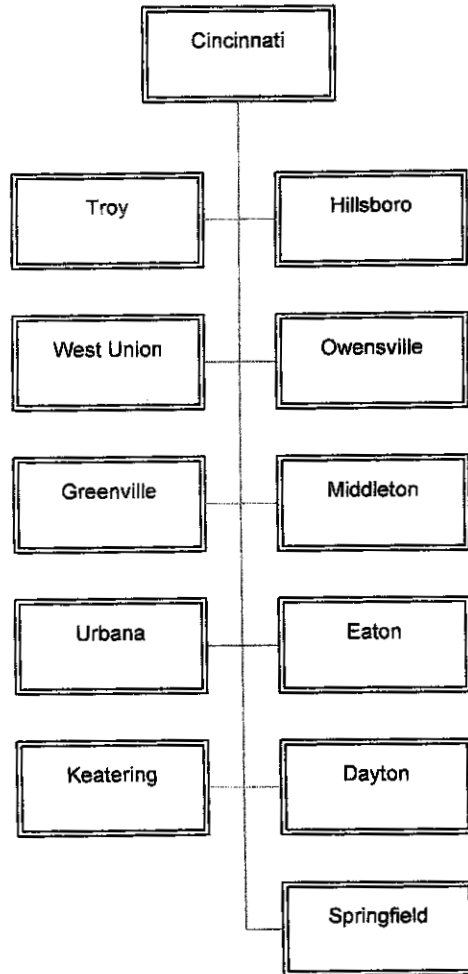 Cincinnati
Troy
Hillsboro
West Union
Owensville
Greenville
Middleton
Urbana
Eaton
Keatering
Dayton
Springfield